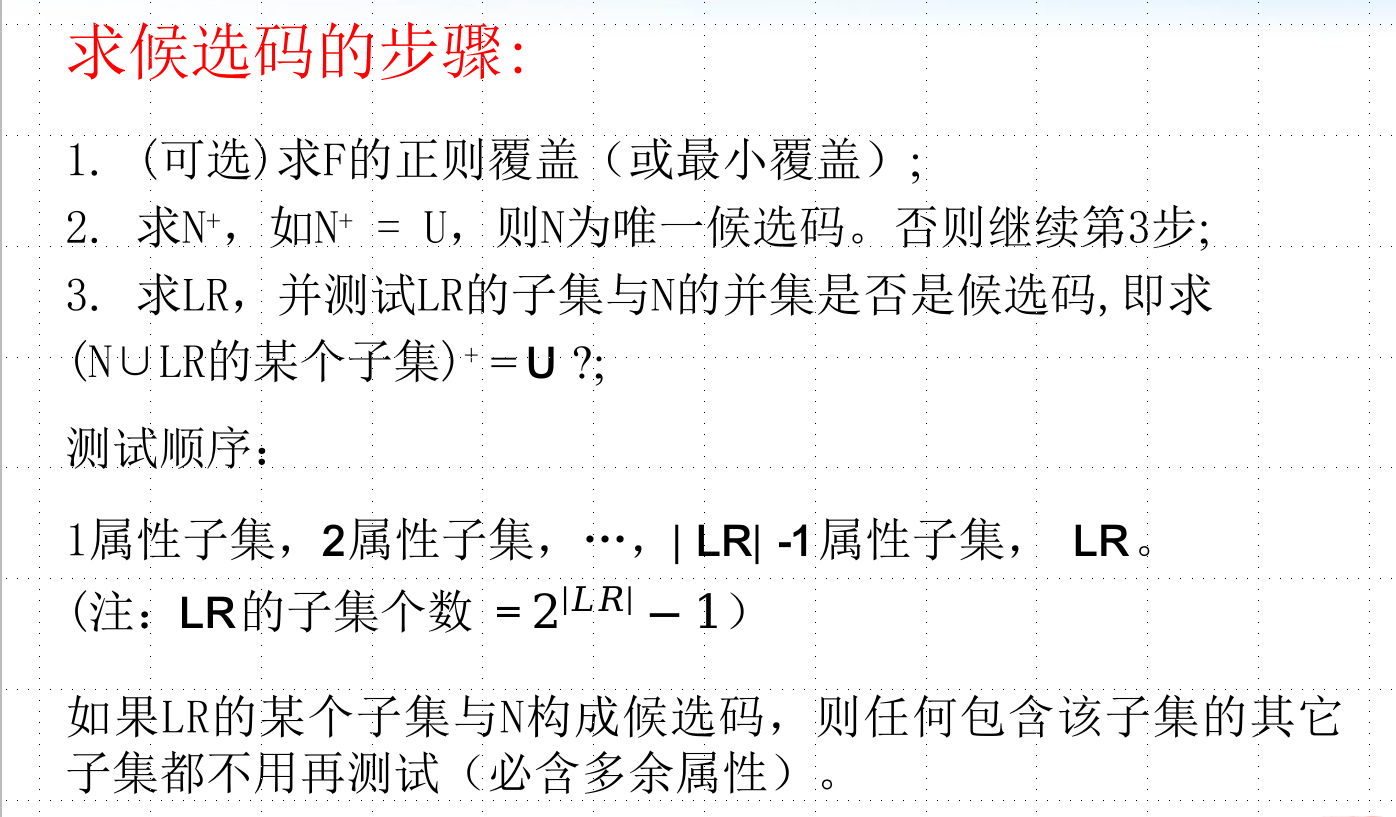 求候选码的步骤:
1. (可选)求F的正则覆盖（或最小覆盖）;
2. 求N⁺，如N⁺ = U，则N为唯一候选码。否则继续第3步;
3. 求LR，并测试LR的子集与N的并集是否是候选码,即求
(N∪LR的某个子集)⁺＝U ?;
测试顺序：
1属性子集，2属性子集，…，| LR| -1属性子集， LR。
(注：LR的子集个数 = 2^{|LR|} − 1）
如果LR的某个子集与N构成候选码，则任何包含该子集的其它
子集都不用再测试（必含多余属性）。